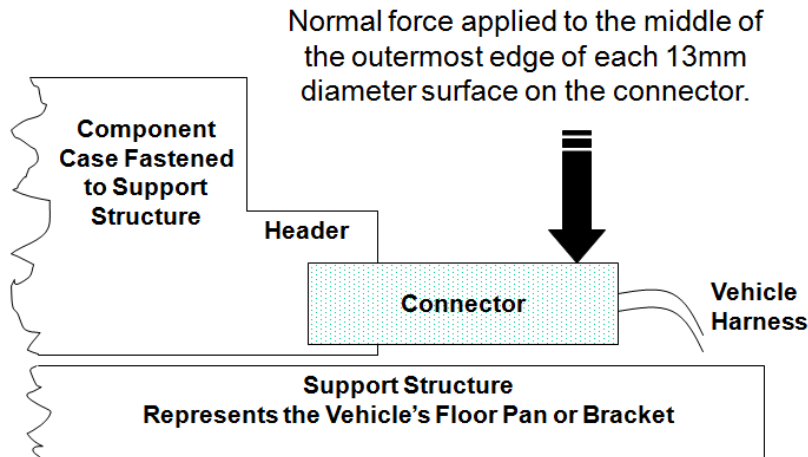 Normal force applied to the middle of
the outermost edge of each 13mm
diameter surface on the connector.
Component
Case Fastened
to Support
Structure
Header
Connector
Vehicle
Harness
Support Structure
Represents the Vehicle's Floor Pan or Bracket